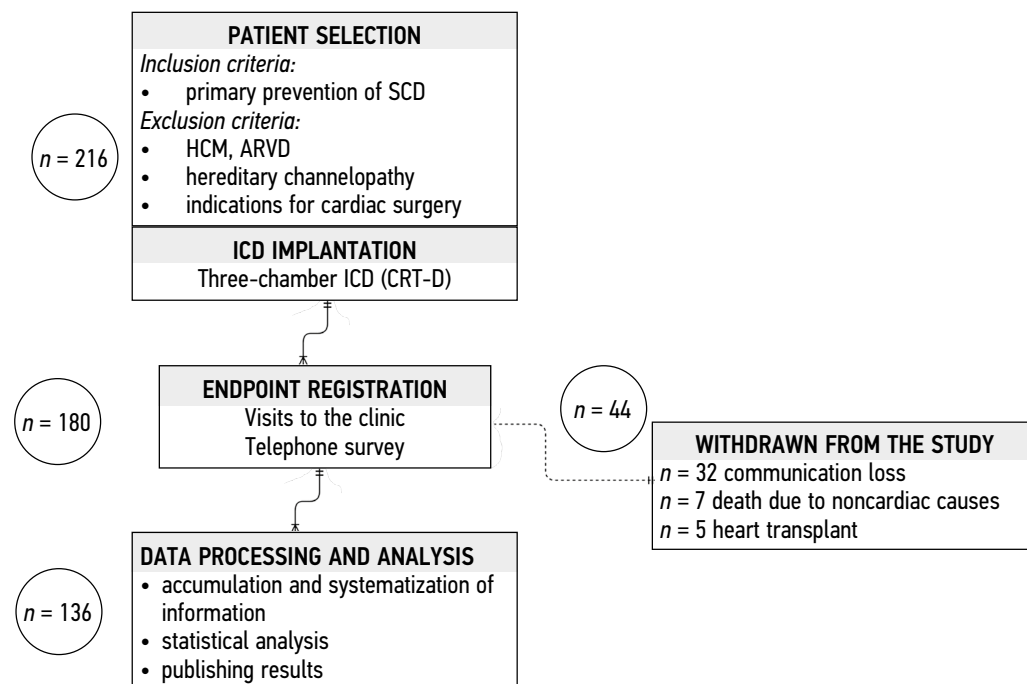 PATIENT SELECTION
Inclusion criteria:
• primary prevention of SCD
Exclusion criteria:
• HCM, ARVD
• hereditary channelopathy
• indications for cardiac surgery
n = 216
ICD IMPLANTATION
Three-chamber ICD (CRT-D)
ENDPOINT REGISTRATION
Visits to the clinic
Telephone survey
n = 180
n = 44
WITHDRAWN FROM THE STUDY
n = 32 communication loss
n = 7 death due to noncardiac causes
n = 5 heart transplant
DATA PROCESSING AND ANALYSIS
• accumulation and systematization of
information
• statistical analysis
• publishing results
n = 136